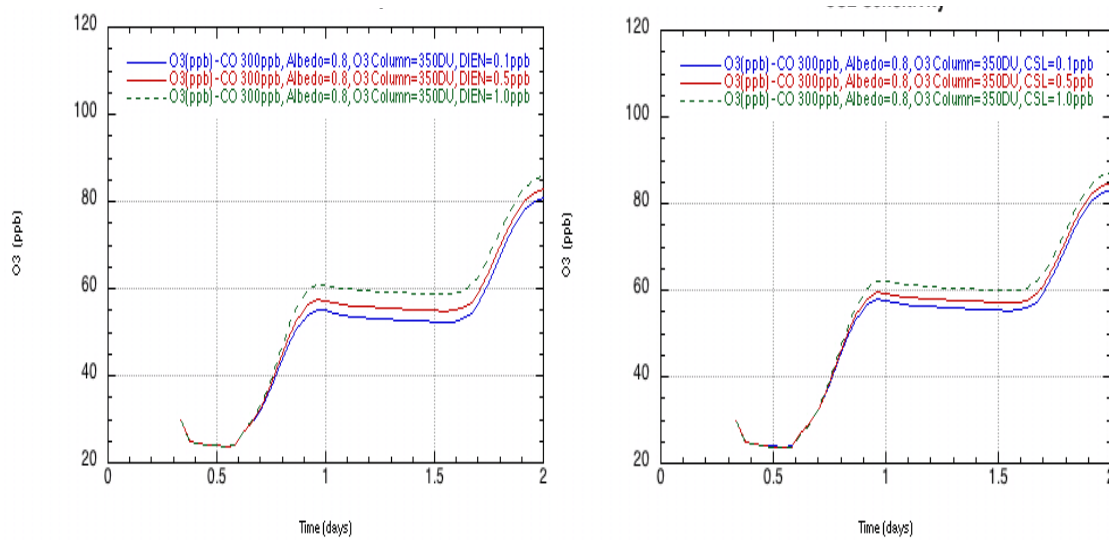 120
O3(ppb)-CO 300ppb, Albedo=0.8, O3 Column=350DU, DIEN=0.1ppb
O3(ppb)-CO 300ppb, Albedo=0.8, O3 Column=350DU, DIEN=0.5ppb
O3(ppb)-CO 300ppb, Albedo=0.8, O3 Column=350DU, DIEN=1.0ppb
100
80
60
40
20
O3 (ppb)
0
0.5
1
1.5
2
Time (days)
120
O3(ppb)-CO 300ppb, Albedo=0.8, O3 Column=350DU, CSL=0.1ppb
O3(ppb)-CO 300ppb, Albedo=0.8, O3 Column=350DU, CSL=0.5ppb
O3(ppb)-CO 300ppb, Albedo=0.8, O3 Column=350DU, CSL=1.0ppb
100
80
60
40
20
O3 (ppb)
0
0.5
1
1.5
2
Time (days)